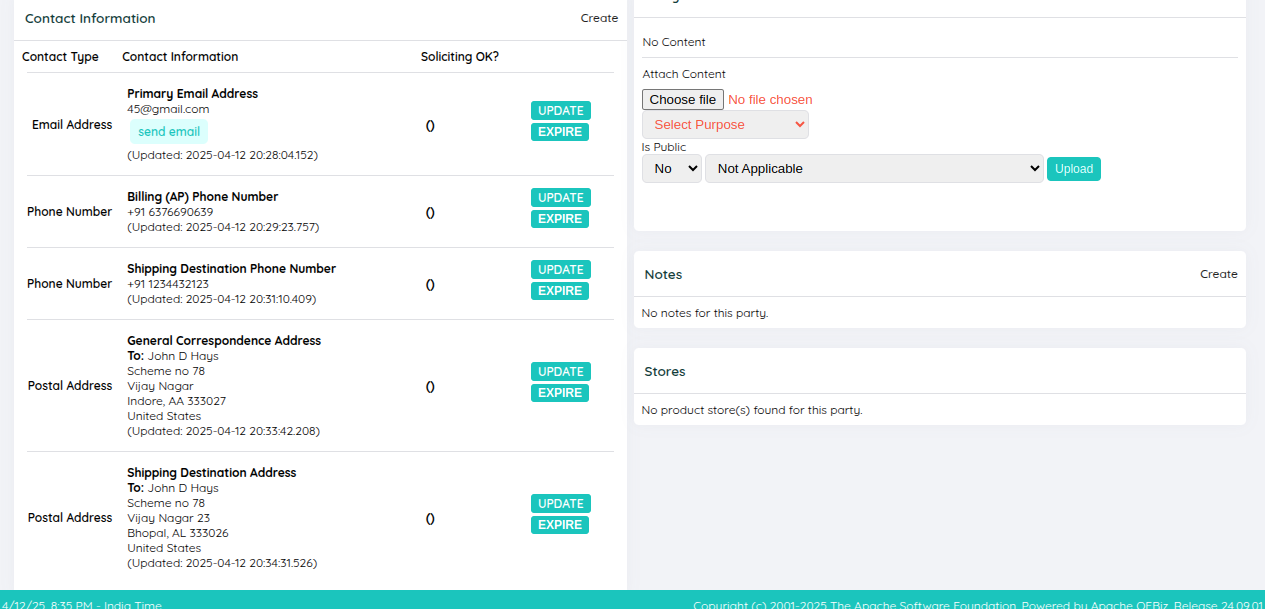 Contact Information
Create
Contact Type Contact Information Soliciting OK?
Email Address
Primary Email Address
45@gmail.com
send email
(Updated: 2025-04-12 20:28:04.152)
()
UPDATE
EXPIRE
Phone Number
Billing (AP) Phone Number
+91 6376690639
(Updated: 2025-04-12 20:29:23.757)
()
UPDATE
EXPIRE
Phone Number
Shipping Destination Phone Number
+91 1234432123
(Updated: 2025-04-12 20:31:10.409)
()
UPDATE
EXPIRE
Postal Address
General Correspondence Address
To: John D Hays
Scheme no 78
Vijay Nagar
Indore, AA 333027
United States
(Updated: 2025-04-12 20:33:42.208)
()
UPDATE
EXPIRE
Postal Address
Shipping Destination Address
To: John D Hays
Scheme no 78
Vijay Nagar 23
Bhopal, AL 333026
United States
(Updated: 2025-04-12 20:34:31.526)
()
UPDATE
EXPIRE
No Content
Attach Content
Choose file No file chosen
Select Purpose
Is Public
No Not Applicable Upload
Notes
Create
No notes for this party.
Stores
No product store(s) found for this party.
4/12/25, 8:35 PM - India Time
Copyright (c) 2001-2025 The Apache Software Foundation. Powered by Apache OFBiz. Release 24.09.01